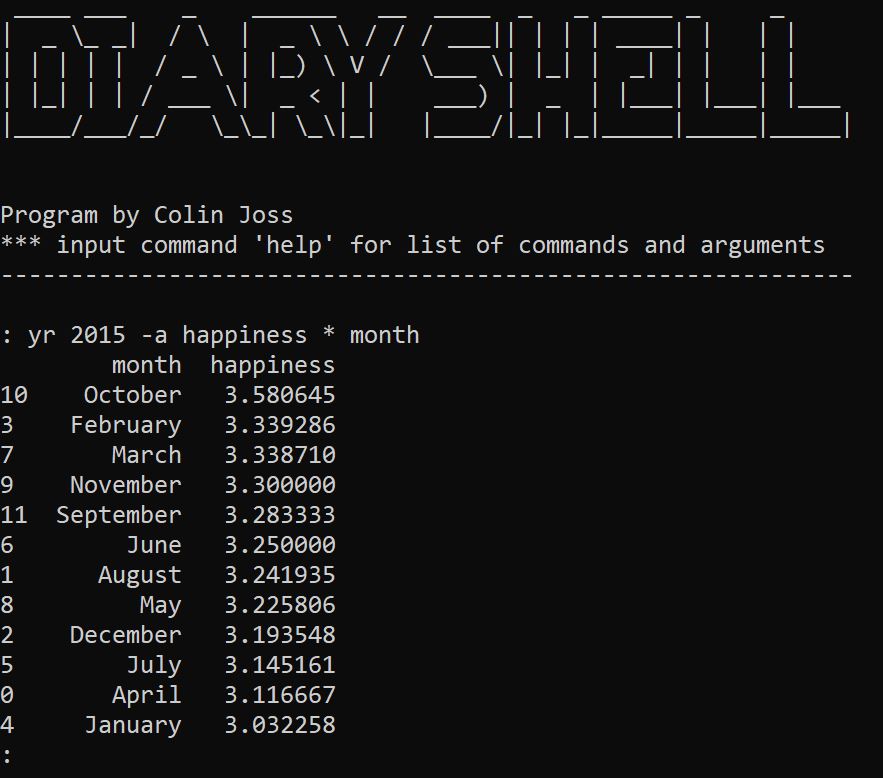 DIARY SHELL
Program by Colin Joss
*** input command 'help' for list of commands and arguments
-------------------------------------------------------------
: yr 2015 -a happiness * month
        month  happiness
10    October   3.580645
3    February   3.339286
7       March   3.338710
9    November   3.300000
11  September   3.283333
6        June   3.250000
1      August   3.241935
8         May   3.225806
2    December   3.193548
5        July   3.145161
0       April   3.116667
4     January   3.032258
: